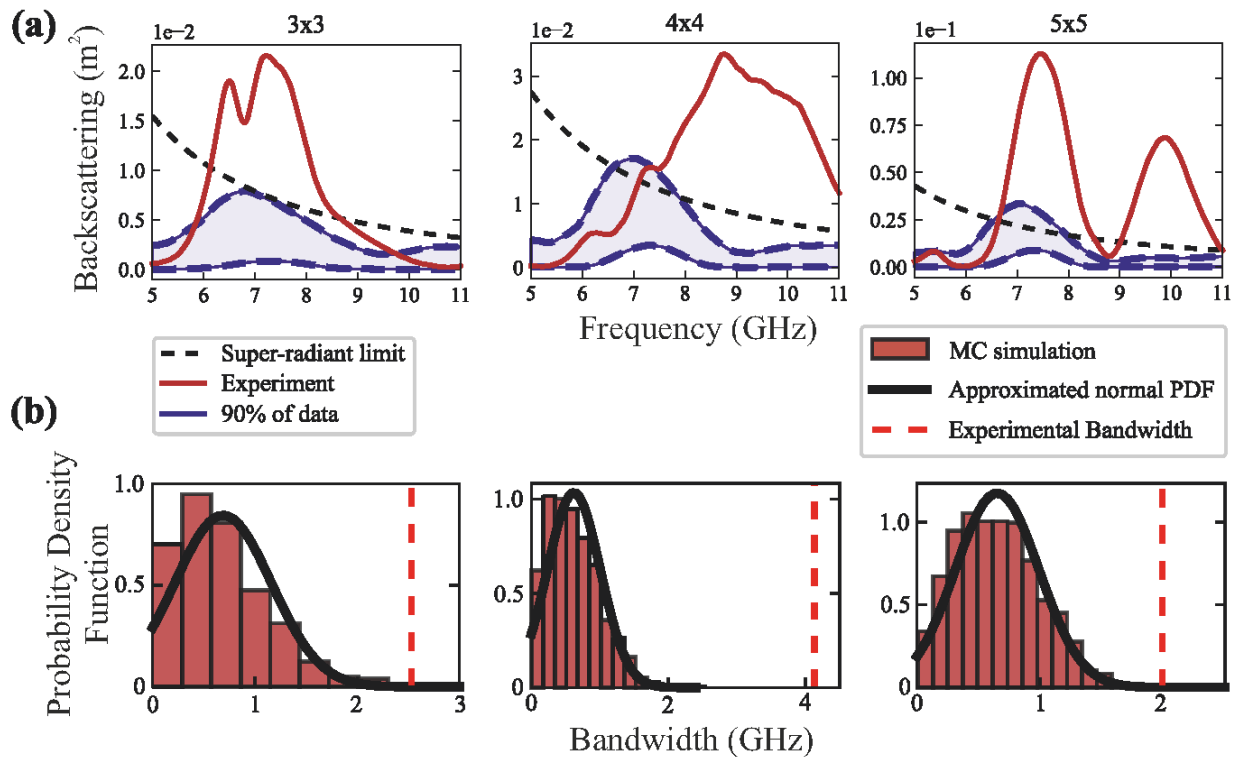 (a)
3x3
4x4
5x5
1e−2
1e−2
1e−1
Backscattering (m²)
2.0
1.5
1.0
0.5
0.0
3
2
1
0
1.00
0.75
0.50
0.25
0.00
5 6 7 8 9 10 11
5 6 7 8 9 10 11
5 6 7 8 9 10 11
Frequency (GHz)
Super-radiant limit
Experiment
90% of data
MC simulation
Approximated normal PDF
Experimental Bandwidth
(b)
Probability Density
Function
1.0
0.5
0
1.0
0.5
0
1.0
0.5
0
0 1 2 3
0 2 4
0 1 2
Bandwidth (GHz)